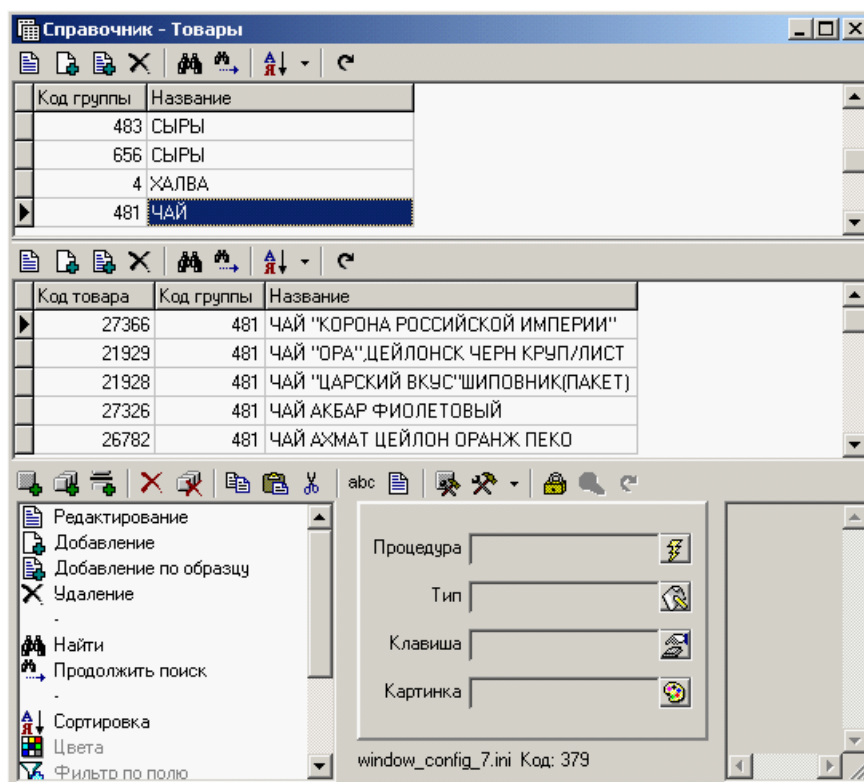 Справочник - Товары
Код группы Название
483 СЫРЫ
656 СЫРЫ
4 ХАЛВА
481 ЧАЙ
Код товара Код группы Название
27366 481 ЧАЙ "КОРОНА РОССИЙСКОЙ ИМПЕРИИ"
21929 481 ЧАЙ "ОРА",ЦЕЙЛОНСК ЧЕРН КРУП/ЛИСТ
21928 481 ЧАЙ "ЦАРСКИЙ ВКУС"ШИПОВНИК(ПАКЕТ)
27326 481 ЧАЙ АКБАР ФИОЛЕТОВЫЙ
26782 481 ЧАЙ АХМАТ ЦЕЙЛОН ОРАНЖ ПЕКО
abc
Редактирование
Добавление
Добавление по образцу
Удаление
-
Найти
Продолжить поиск
-
Сортировка
Цвета
Фильтр по полю
Процедура
Тип
Клавиша
Картинка
window_config_7.ini Код: 379